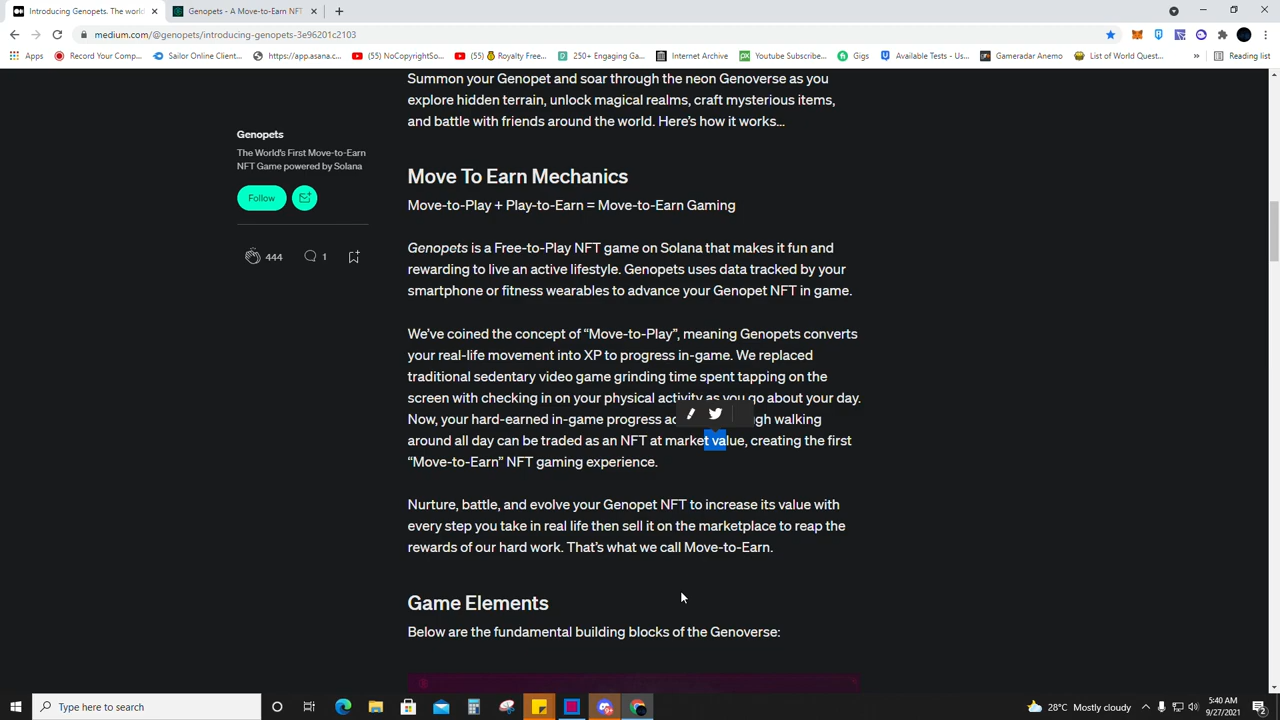 Introducing Genopets. The world
Genopets - A Move-to-Earn NFT
medium.com/@genopets/introducing-genopets-3e96201c2103
Apps
Record Your Comp...
Sailor Online Client...
https://app.asana.c...
(55) NoCopyrightSo...
(55) Royalty Free...
250+ Engaging Ga...
Internet Archive
Youtube Subscribe...
Gigs
Available Tests - Us...
Gameradar Anemo
List of World Quest...
»
Reading list
Summon your Genopet and soar through the neon Genoverse as you
explore hidden terrain, unlock magical realms, craft mysterious items,
and battle with friends around the world. Here's how it works...
Genopets
The World's First Move-to-Earn
NFT Game powered by Solana
Follow
444
1
Move To Earn Mechanics
Move-to-Play + Play-to-Earn = Move-to-Earn Gaming
Genopets is a Free-to-Play NFT game on Solana that makes it fun and
rewarding to live an active lifestyle. Genopets uses data tracked by your
smartphone or fitness wearables to advance your Genopet NFT in game.
We've coined the concept of “Move-to-Play”, meaning Genopets converts
your real-life movement into XP to progress in-game. We replaced
traditional sedentary video game grinding time spent tapping on the
screen with checking in on your physical activity as you go about your day.
Now, your hard-earned in-game progress walking
around all day can be traded as an NFT at market value, creating the first
“Move-to-Earn” NFT gaming experience.
Nurture, battle, and evolve your Genopet NFT to increase its value with
every step you take in real life then sell it on the marketplace to reap the
rewards of our hard work. That's what we call Move-to-Earn.
Game Elements
Below are the fundamental building blocks of the Genoverse:
Type here to search
28°C Mostly cloudy
5:40 AM
9/27/2021
2